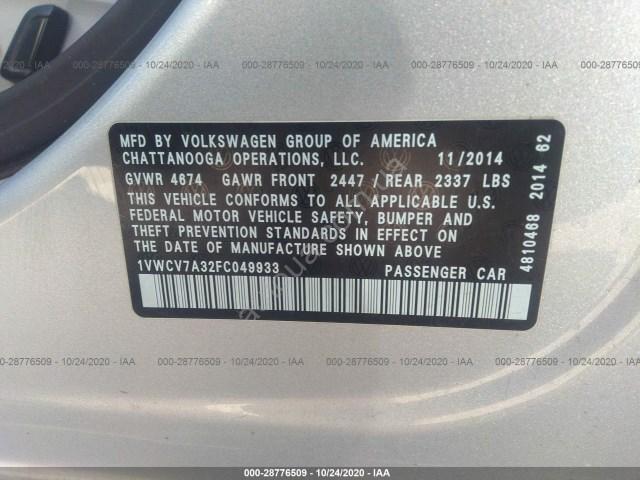 000-28776509 - 10/24/2020 - IAA
MFD BY VOLKSWAGEN GROUP OF AMERICA
CHATTANOOGA OPERATIONS, LLC. 11/2014
GVWR 4674 GAWR FRONT 2447 / REAR 2337 LBS
THIS VEHICLE CONFORMS TO ALL APPLICABLE U.S.
FEDERAL MOTOR VEHICLE SAFETY, BUMPER AND
THEFT PREVENTION STANDARDS IN EFFECT ON
THE DATE OF MANUFACTURE SHOWN ABOVE
1VWCV7A32FC049933 PASSENGER CAR
4810468 2014 62
000-28776509 - 10/24/2020 - IAA
000-28776509 - 10/24/2020 - IAA